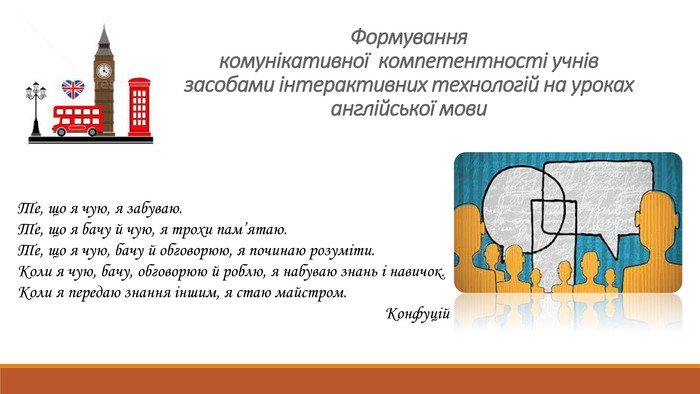 Формування
комунікативної компетентності учнів
засобами інтерактивних технологій на уроках
англійської мови
Те, що я чую, я забуваю.
Те, що я бачу й чую, я трохи пам’ятаю.
Те, що я чую, бачу й обговорюю, я починаю розуміти.
Коли я чую, бачу, обговорюю й роблю, я набуваю знань і навичок.
Коли я передаю знання іншим, я стаю майстром.
Конфуцій